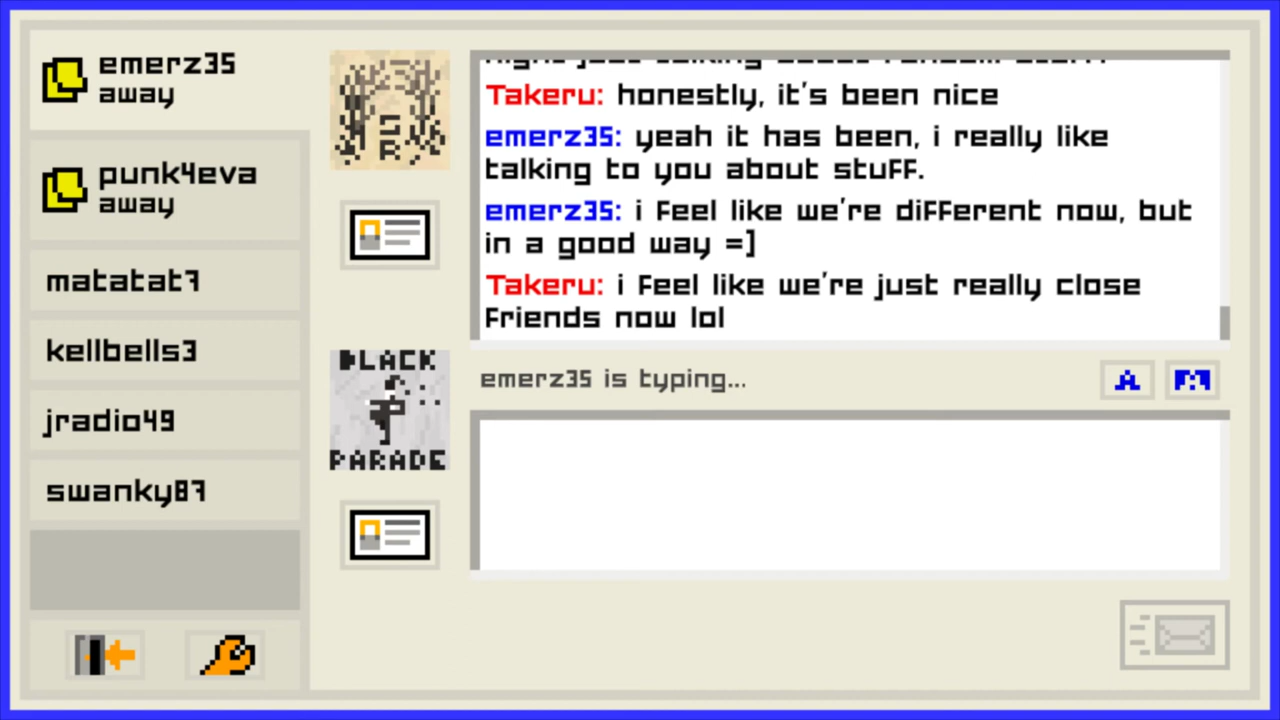 emerz35
away
punk4eva
away
matatat7
kellbells3
jradio49
swanky87
S
R
BLACK
PARADE
Takeru: honestly, it's been nice
emerz35: yeah it has been, i really like
talking to you about stuff.
emerz35: i feel like we're different now, but
in a good way =]
Takeru: i feel like we're just really close
friends now lol
emerz35 is typing...
A